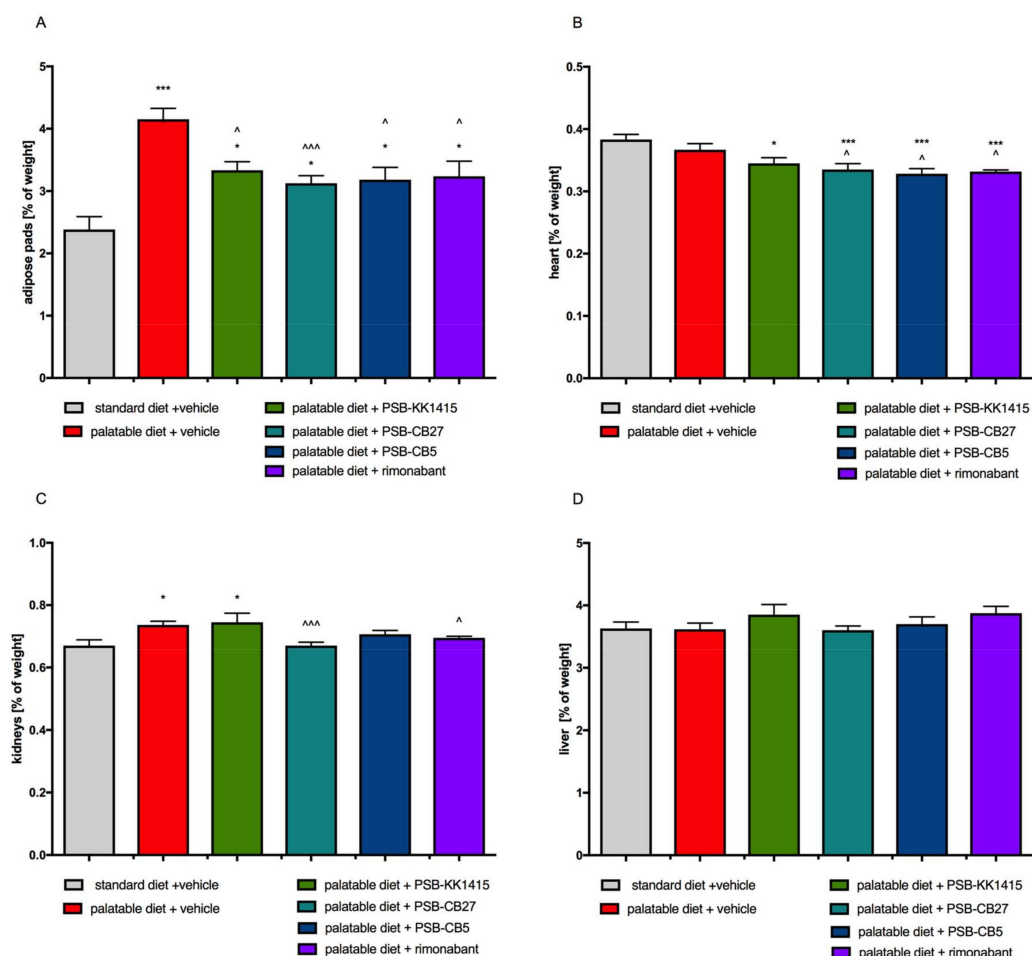 A
adipose pads [% of weight]
5
4
3
2
1
0
***
^
*
^^^
*
^
*
^
*
standard diet +vehicle
palatable diet + vehicle
palatable diet + PSB-KK1415
palatable diet + PSB-CB27
palatable diet + PSB-CB5
palatable diet + rimonabant
B
heart [% of weight]
0.5
0.4
0.3
0.2
0.1
0.0
*
***
^
***
^
***
^
standard diet +vehicle
palatable diet + vehicle
palatable diet + PSB-KK1415
palatable diet + PSB-CB27
palatable diet + PSB-CB5
palatable diet + rimonabant
C
kidneys [% of weight]
1.0
0.8
0.6
0.4
0.2
0.0
*
*
^^^
^
standard diet +vehicle
palatable diet + vehicle
palatable diet + PSB-KK1415
palatable diet + PSB-CB27
palatable diet + PSB-CB5
palatable diet + rimonabant
D
liver [% of weight]
5
4
3
2
1
0
standard diet +vehicle
palatable diet + vehicle
palatable diet + PSB-KK1415
palatable diet + PSB-CB27
palatable diet + PSB-CB5
palatable diet + rimonabant